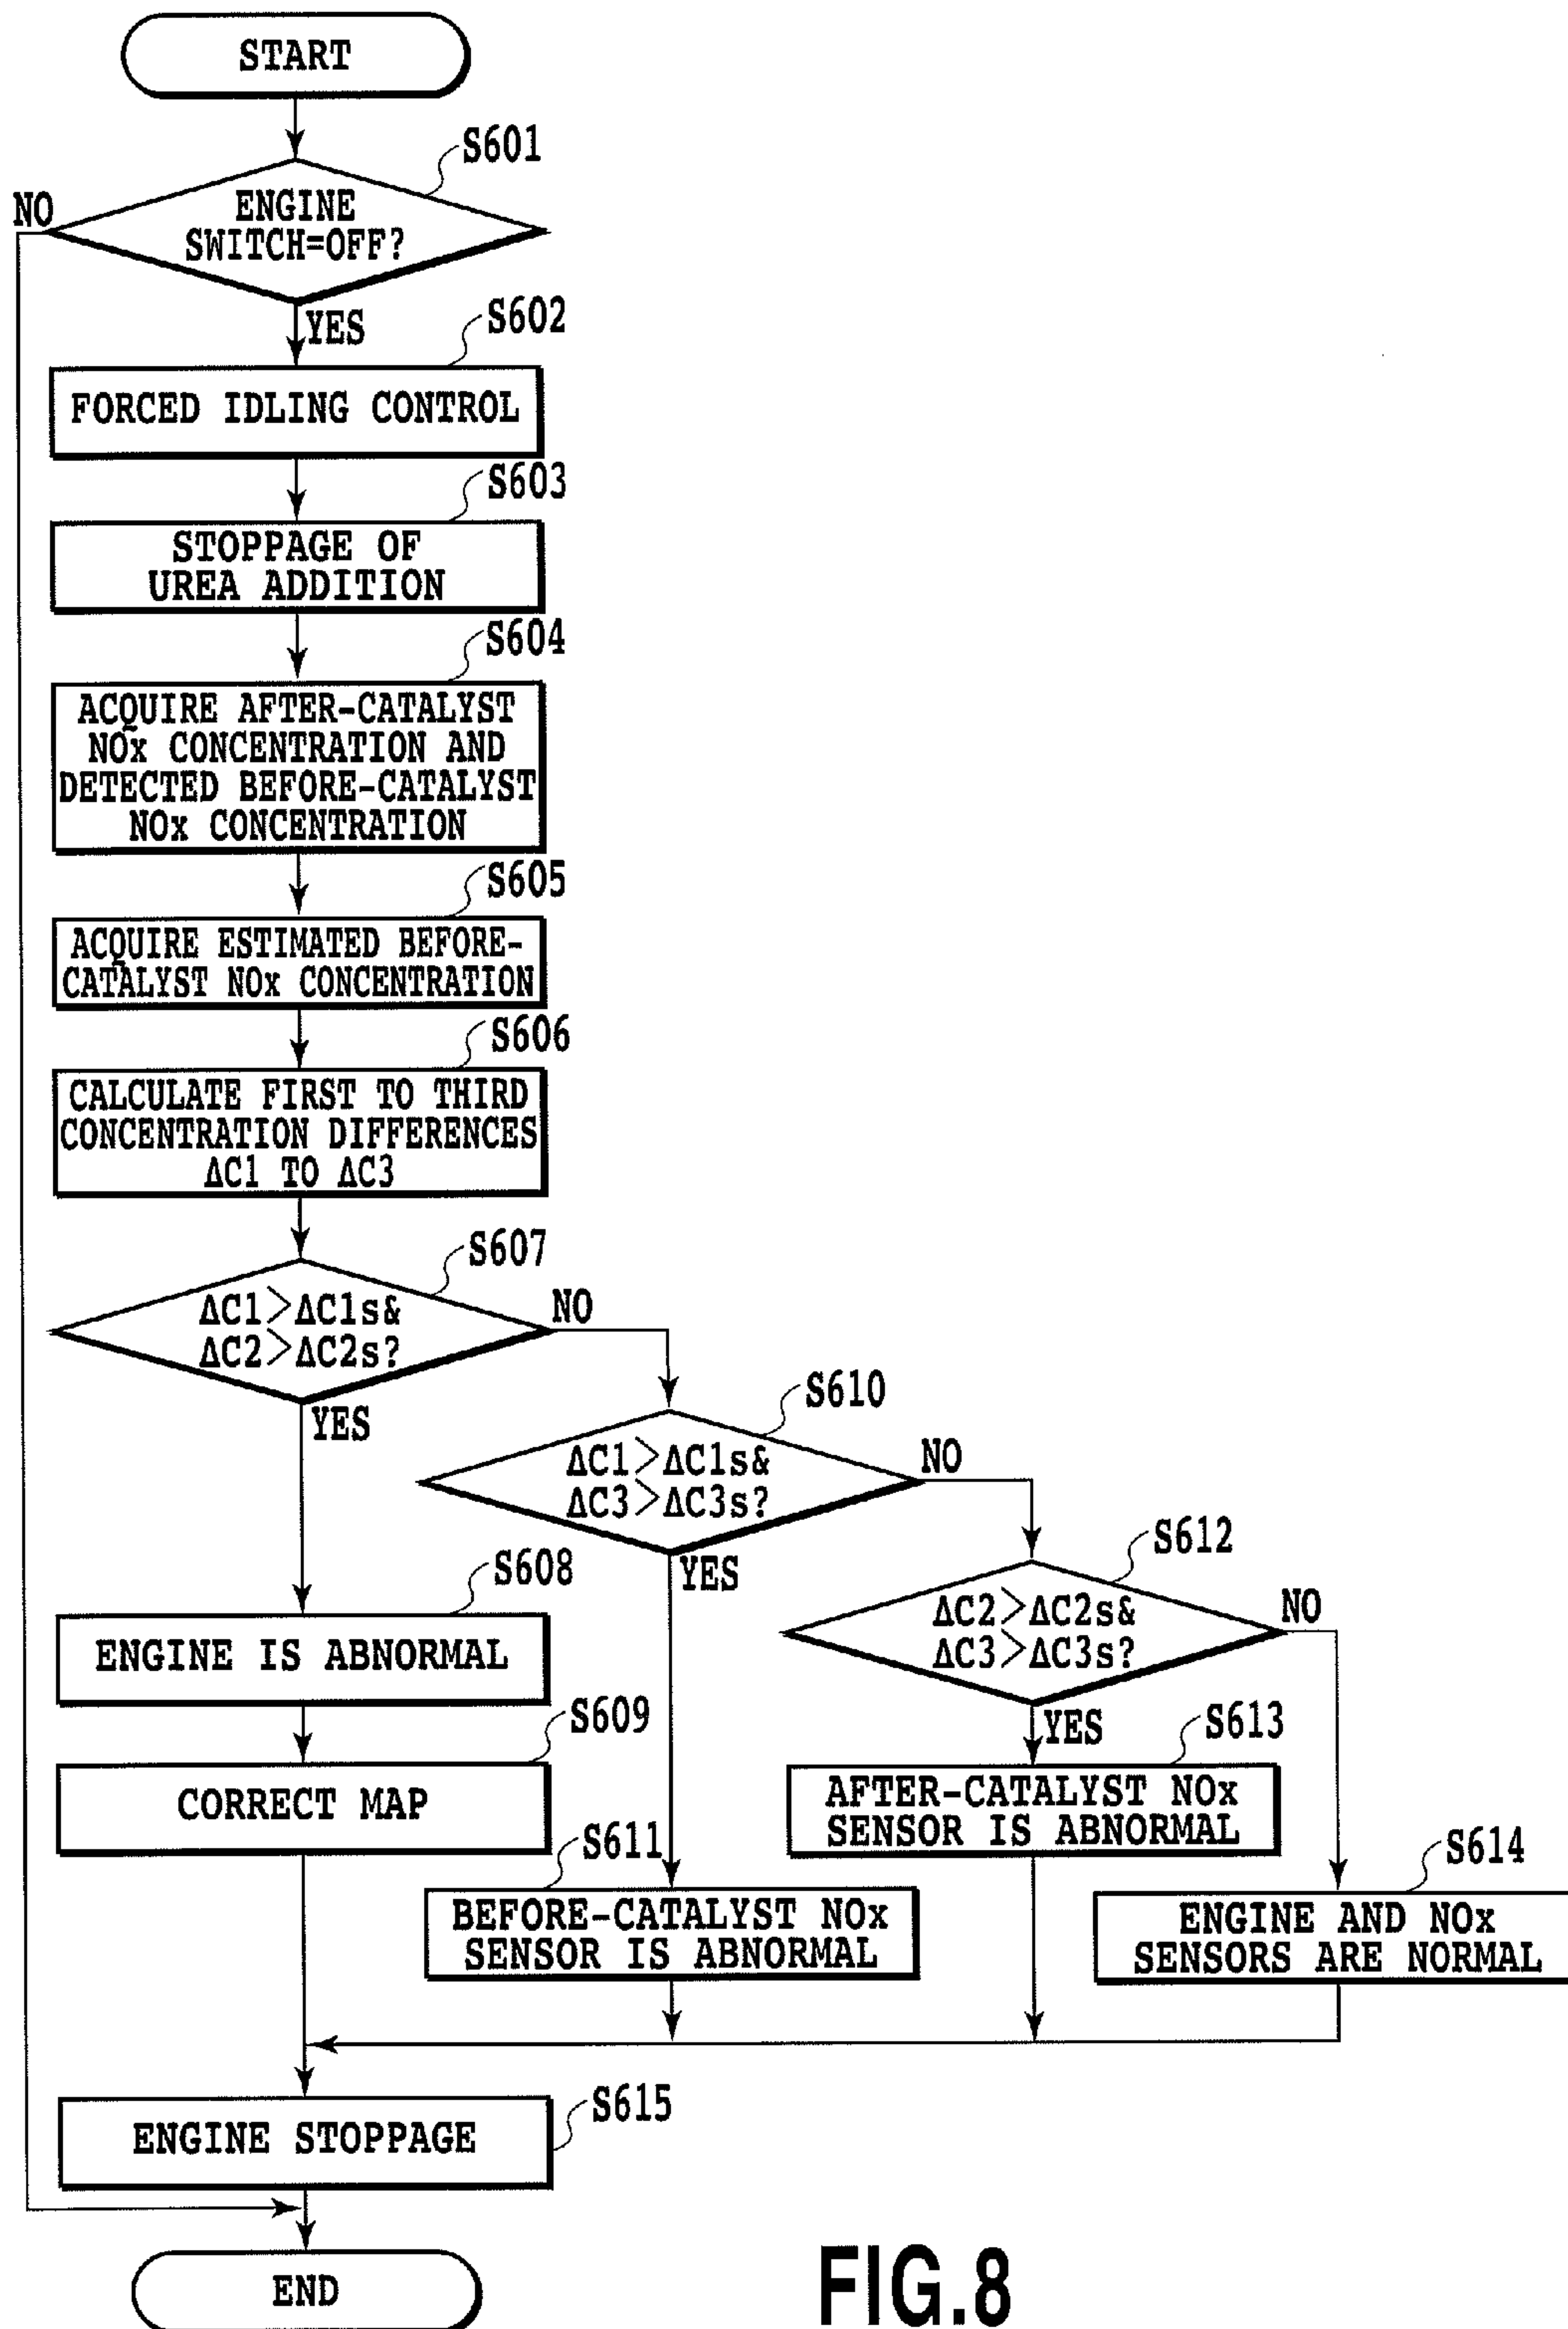 START
S601
NO
ENGINE
SWITCH=OFF?
YES
S602
FORCED IDLING CONTROL
S603
STOPPAGE OF
UREA ADDITION
S604
ACQUIRE AFTER-CATALYST
NOx CONCENTRATION AND
DETECTED BEFORE-CATALYST
NOx CONCENTRATION
S605
ACQUIRE ESTIMATED BEFORE-
CATALYST NOx CONCENTRATION
S606
CALCULATE FIRST TO THIRD
CONCENTRATION DIFFERENCES
ΔC1 TO ΔC3
S607
ΔC1>ΔC1s&
ΔC2>ΔC2s?
NO
YES
S610
ΔC1>ΔC1s&
ΔC3>ΔC3s?
NO
YES
S612
ΔC2>ΔC2s&
ΔC3>ΔC3s?
NO
YES
S608
ENGINE IS ABNORMAL
S609
CORRECT MAP
S613
AFTER-CATALYST NOx
SENSOR IS ABNORMAL
S611
BEFORE-CATALYST NOx
SENSOR IS ABNORMAL
S614
ENGINE AND NOx
SENSORS ARE NORMAL
S615
ENGINE STOPPAGE
END
FIG.8